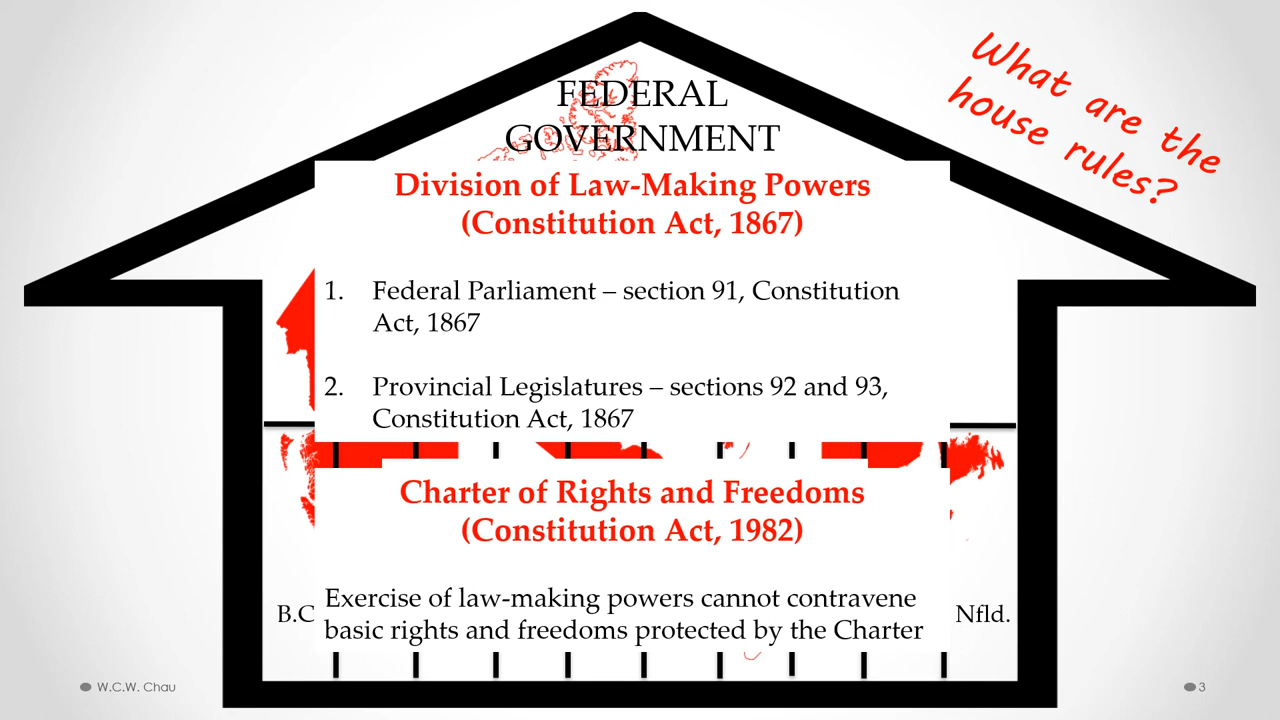 What are the
house rules?
FEDERAL
GOVERNMENT
Division of Law-Making Powers
(Constitution Act, 1867)
1. Federal Parliament – section 91, Constitution
Act, 1867
2. Provincial Legislatures – sections 92 and 93,
Constitution Act, 1867
Charter of Rights and Freedoms
(Constitution Act, 1982)
Exercise of law-making powers cannot contravene
basic rights and freedoms protected by the Charter
B.C
Nfld.
W.C.W. Chau
3